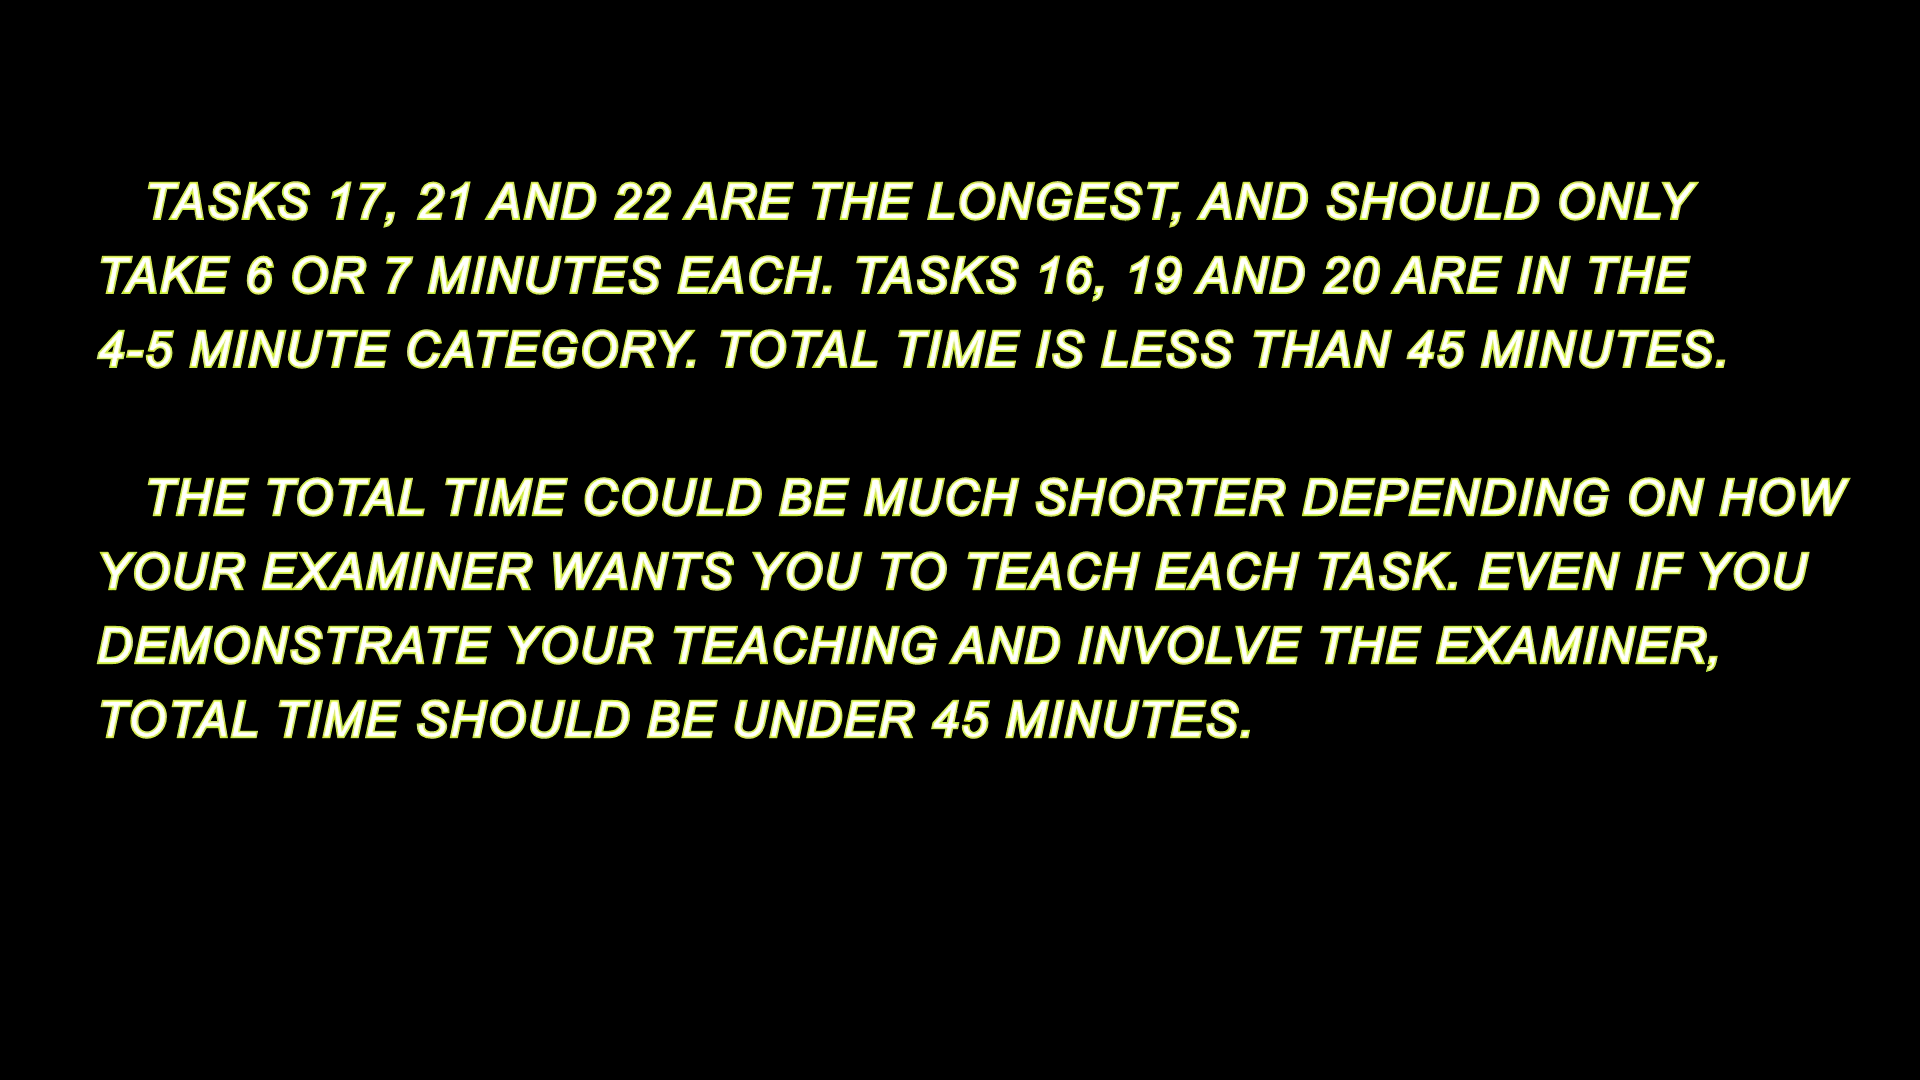 TASKS 17, 21 AND 22 ARE THE LONGEST, AND SHOULD ONLY
TAKE 6 OR 7 MINUTES EACH. TASKS 16, 19 AND 20 ARE IN THE
4-5 MINUTE CATEGORY. TOTAL TIME IS LESS THAN 45 MINUTES.
THE TOTAL TIME COULD BE MUCH SHORTER DEPENDING ON HOW
YOUR EXAMINER WANTS YOU TO TEACH EACH TASK. EVEN IF YOU
DEMONSTRATE YOUR TEACHING AND INVOLVE THE EXAMINER,
TOTAL TIME SHOULD BE UNDER 45 MINUTES.